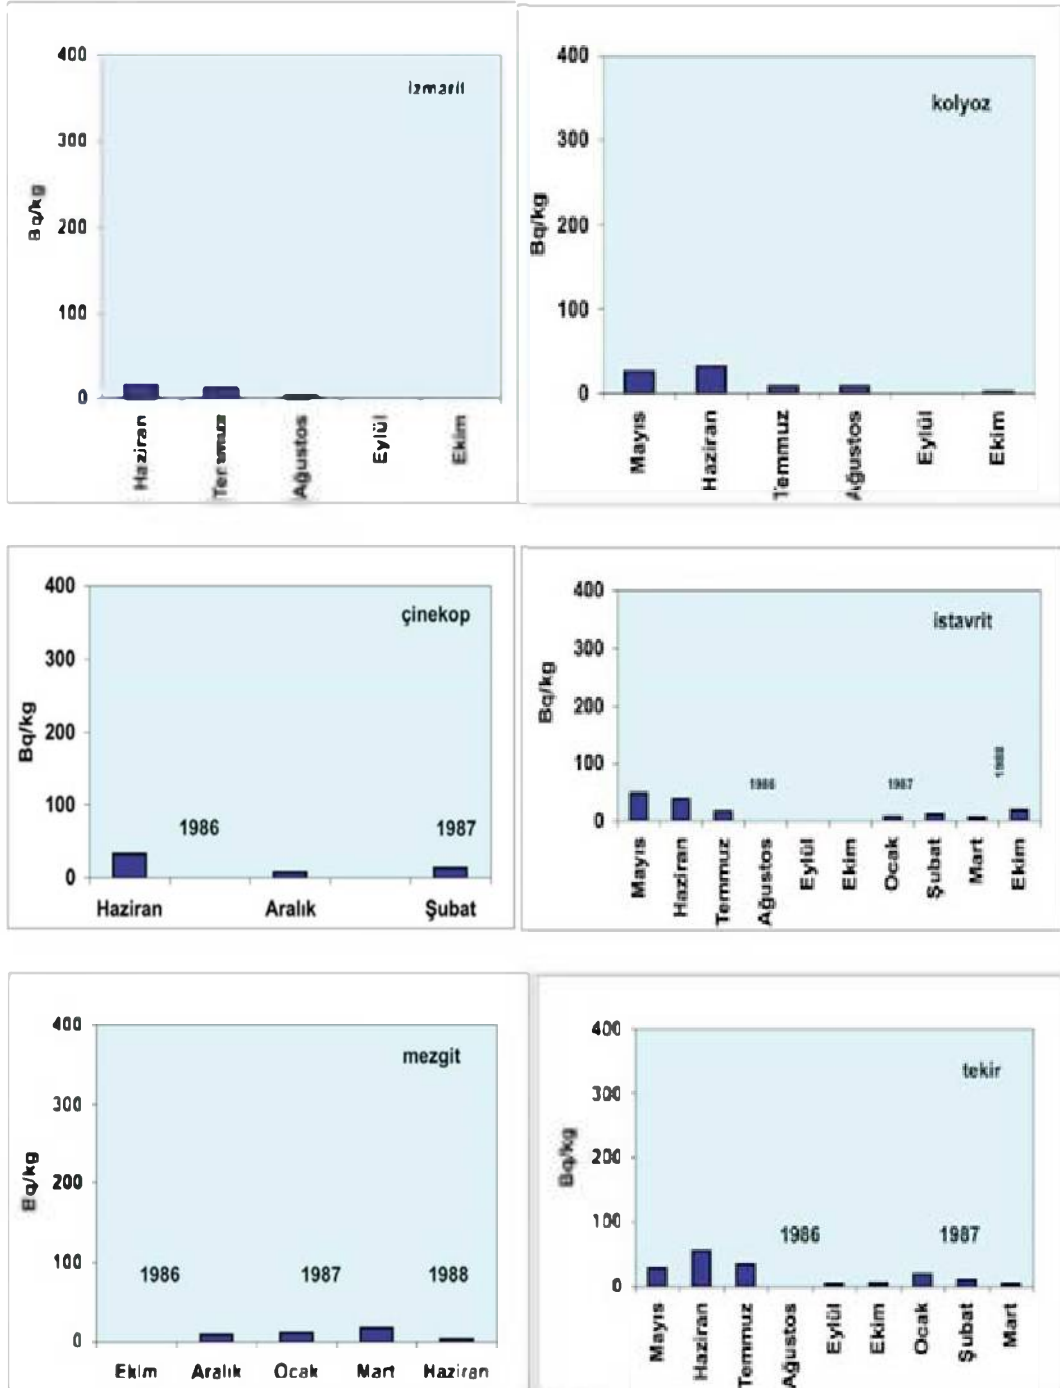 400
300
200
100
0
Bq/kg
izmarit
Haziran
Temmuz
Ağustos
Eylül
Ekim
400
300
200
100
0
Bq/kg
kolyoz
Mayıs
Haziran
Temmuz
Ağustos
Eylül
Ekim
400
300
200
100
0
Bq/kg
çinekop
1986
1987
Haziran
Aralık
Şubat
400
300
200
100
0
Bq/kg
istavrit
1986
1987
1988
Mayıs
Haziran
Temmuz
Ağustos
Eylül
Ekim
Ocak
Şubat
Mart
Ekim
400
300
200
100
0
Bq/kg
mezgit
1986
1987
1988
Ekim
Aralık
Ocak
Mart
Haziran
400
300
200
100
0
Bq/kg
tekir
1986
1987
Mayıs
Haziran
Temmuz
Ağustos
Eylül
Ekim
Ocak
Şubat
Mart